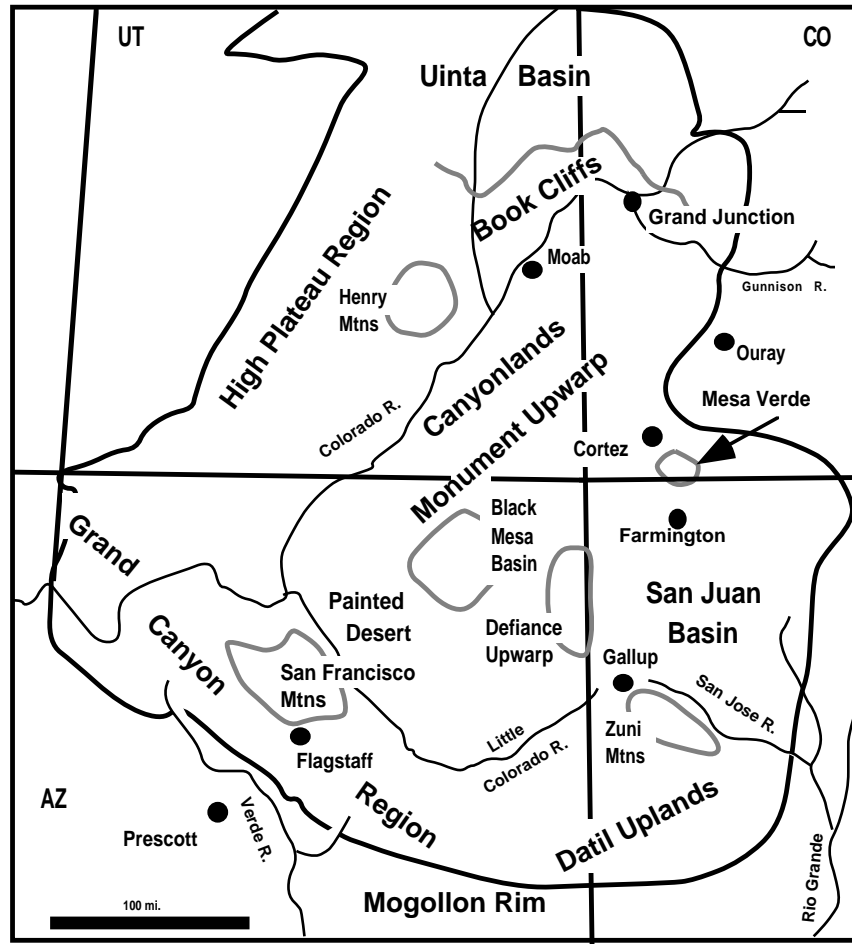 UT
CO
Uinta Basin
Book Cliffs
Grand Junction
High Plateau Region
Moab
Gunnison R.
Henry
Mtns
Ouray
Canyonlands
Mesa Verde
Colorado R.
Monument Upwarp
Cortez
Black
Mesa
Basin
Grand
Farmington
Painted
Desert
San Juan
Basin
Canyon
Defiance
Upwarp
Gallup
San Francisco
Mtns
San Jose R.
Little
Colorado R.
Zuni
Mtns
Flagstaff
AZ
Region
Datil Uplands
Prescott
Verde R.
Rio Grande
Mogollon Rim
100 mi.